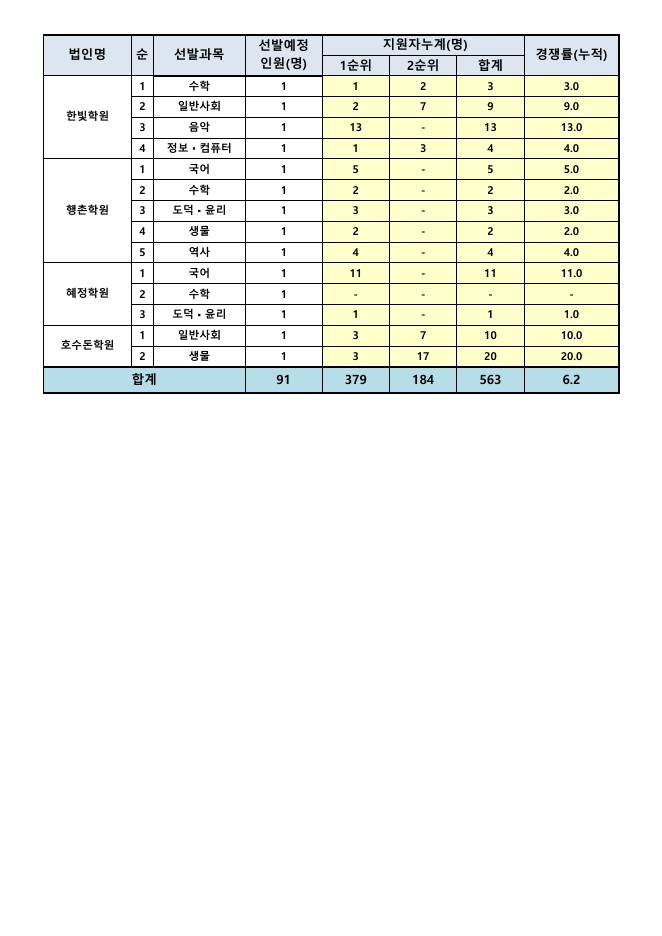 법인명 순 선발과목 선발예정 인원(명) 지원자누계(명) 경쟁률(누적)
1순위 2순위 합계
한빛학원 1 수학 1 1 2 3 3.0
2 일반사회 1 2 7 9 9.0
3 음악 1 13 - 13 13.0
4 정보・컴퓨터 1 1 3 4 4.0
행촌학원 1 국어 1 5 - 5 5.0
2 수학 1 2 - 2 2.0
3 도덕・윤리 1 3 - 3 3.0
4 생물 1 2 - 2 2.0
5 역사 1 4 - 4 4.0
혜정학원 1 국어 1 11 - 11 11.0
2 수학 1 - - - -
3 도덕・윤리 1 1 - 1 1.0
호수돈학원 1 일반사회 1 3 7 10 10.0
2 생물 1 3 17 20 20.0
합계 91 379 184 563 6.2